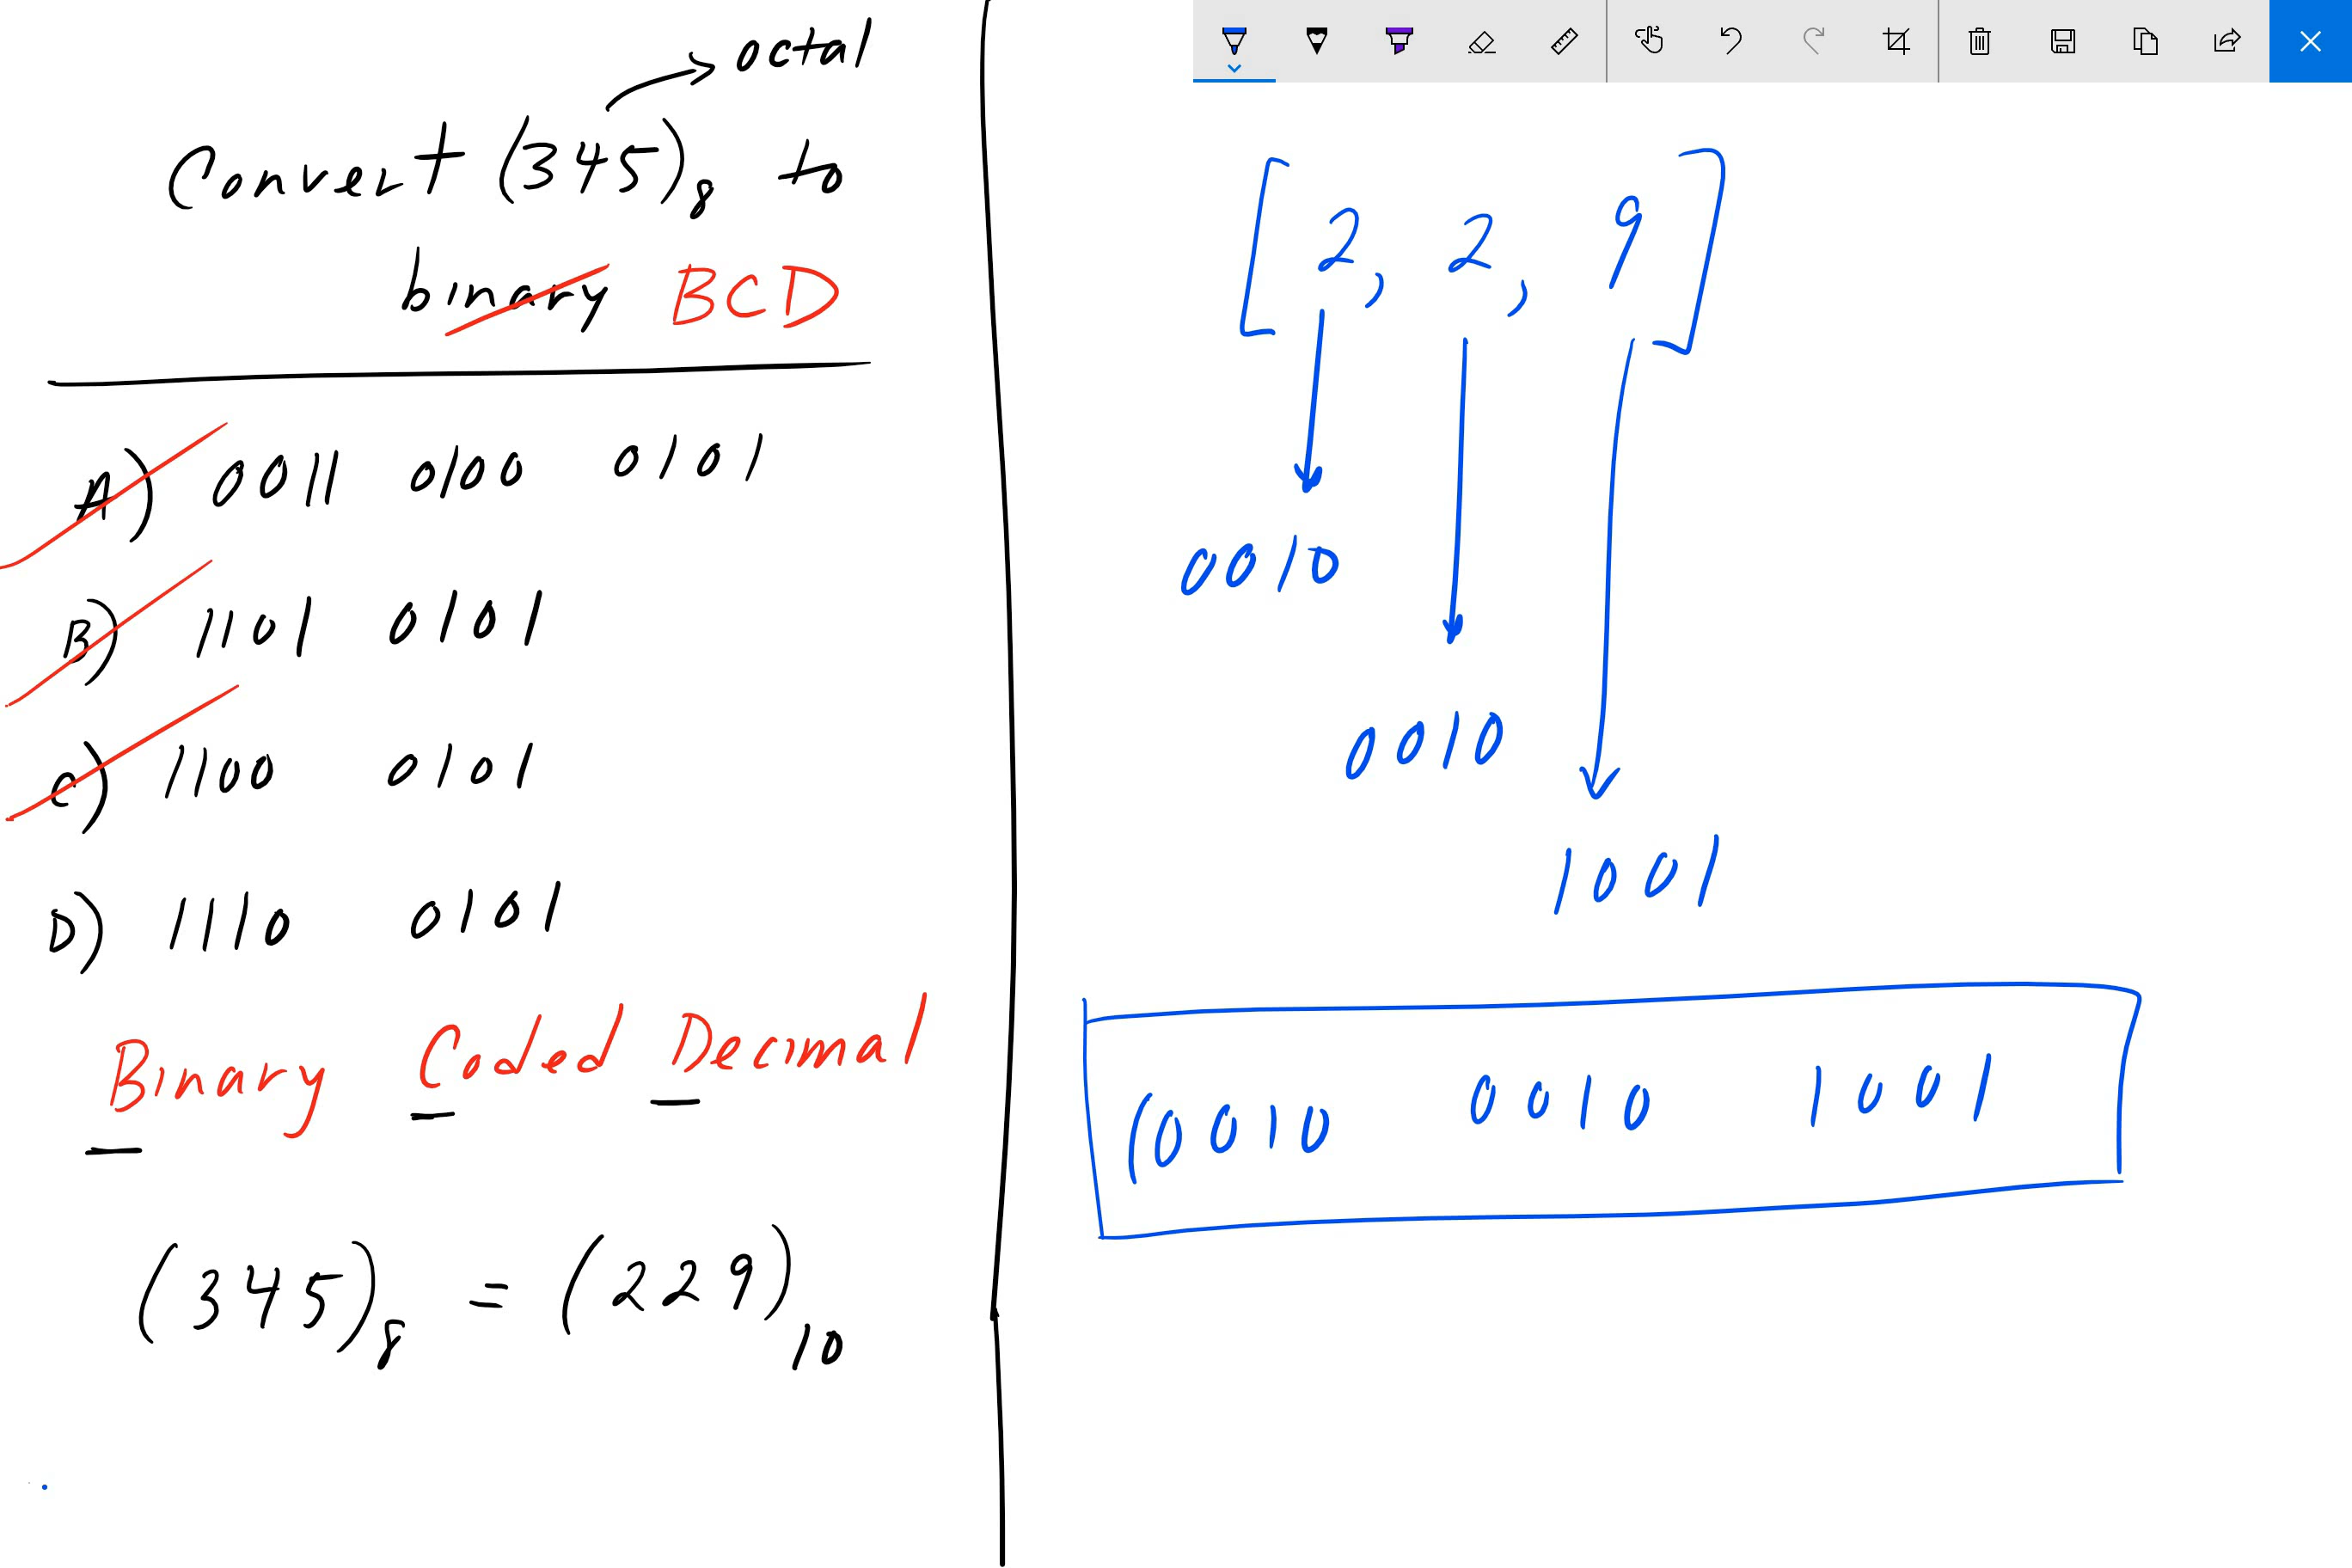 octal
Convert (345)8 to
binary BCD
A) 0011 0100 0101
B) 1101 0101
C) 1100 0101
D) 1110 0101
Binary Coded Decimal
(345)8 = (229)10
[2, 2, 9]
0010
0010
1001
(0010 0010 1001